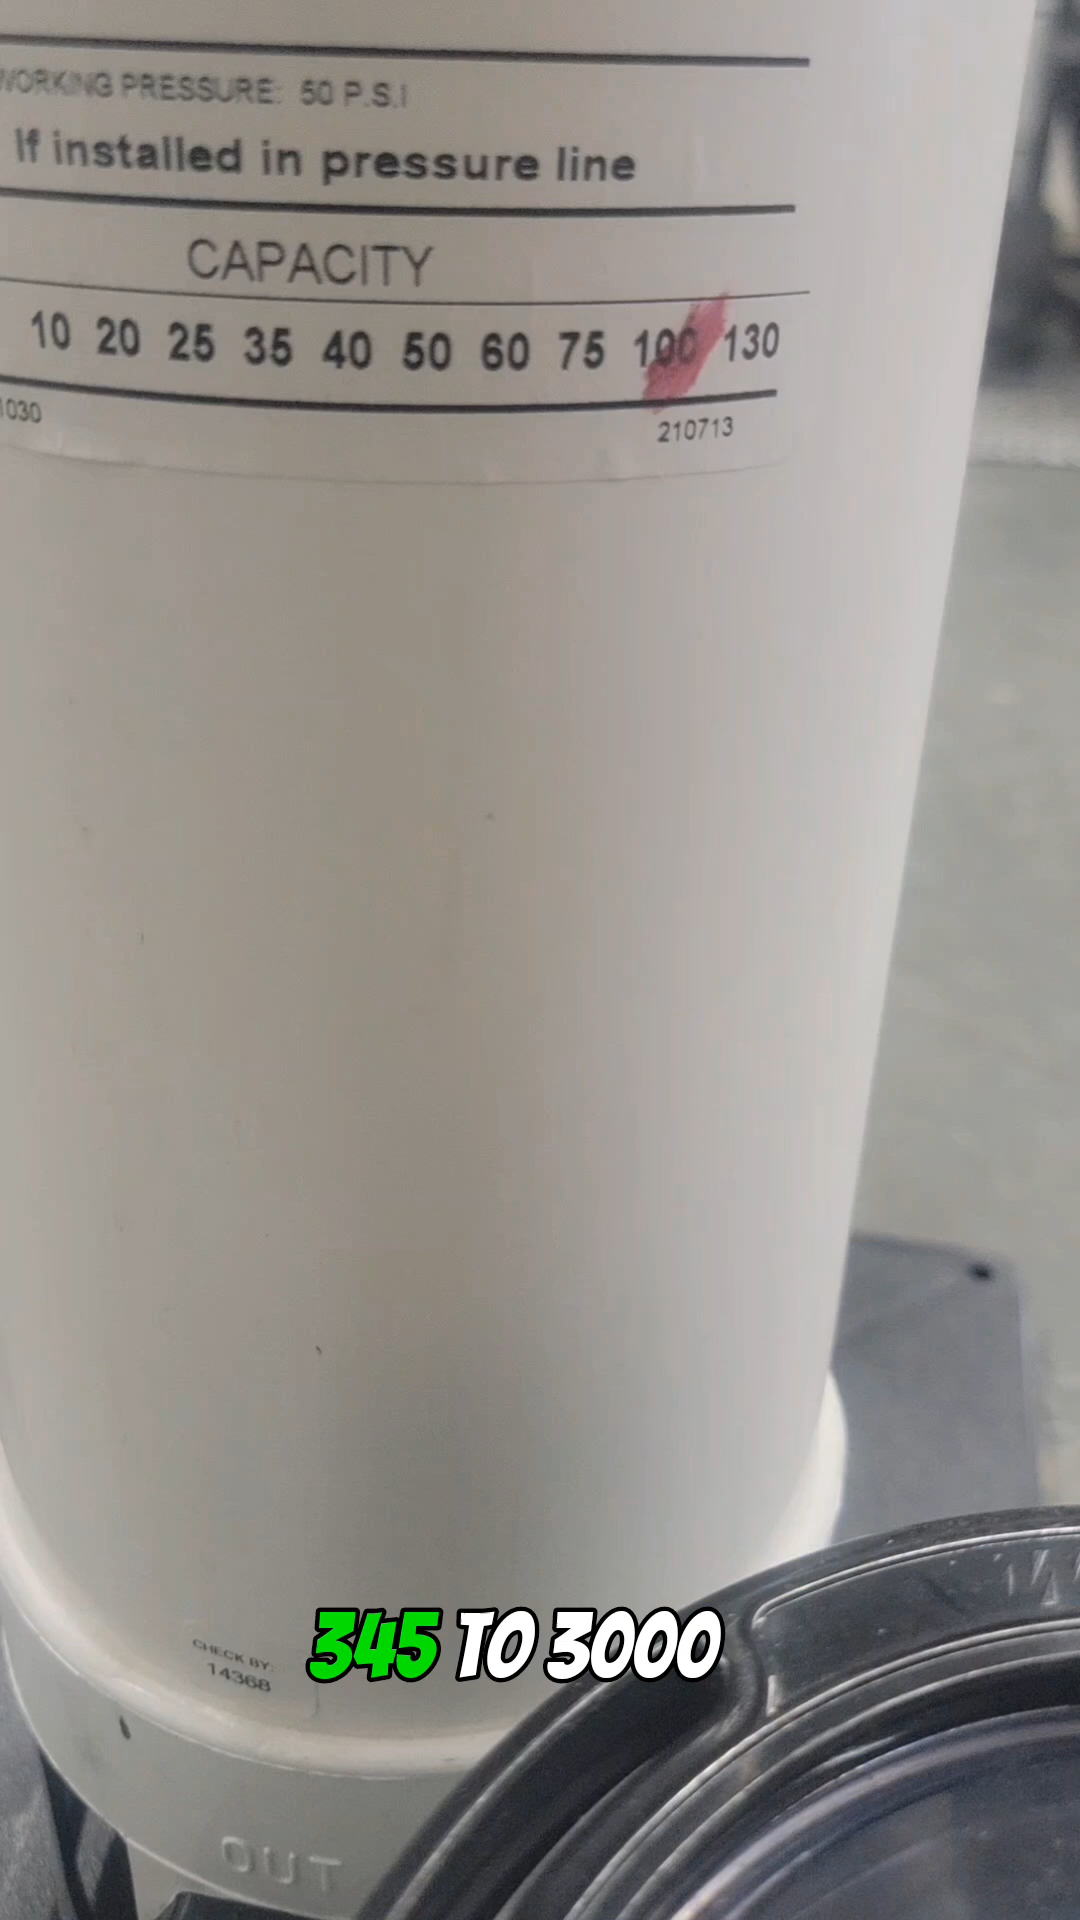 WORKING PRESSURE: 50 P.S.I
If installed in pressure line
CAPACITY
10 20 25 35 40 50 60 75 100 130
1030
210713
345 TO 3000
CHECK BY:
14368
OUT